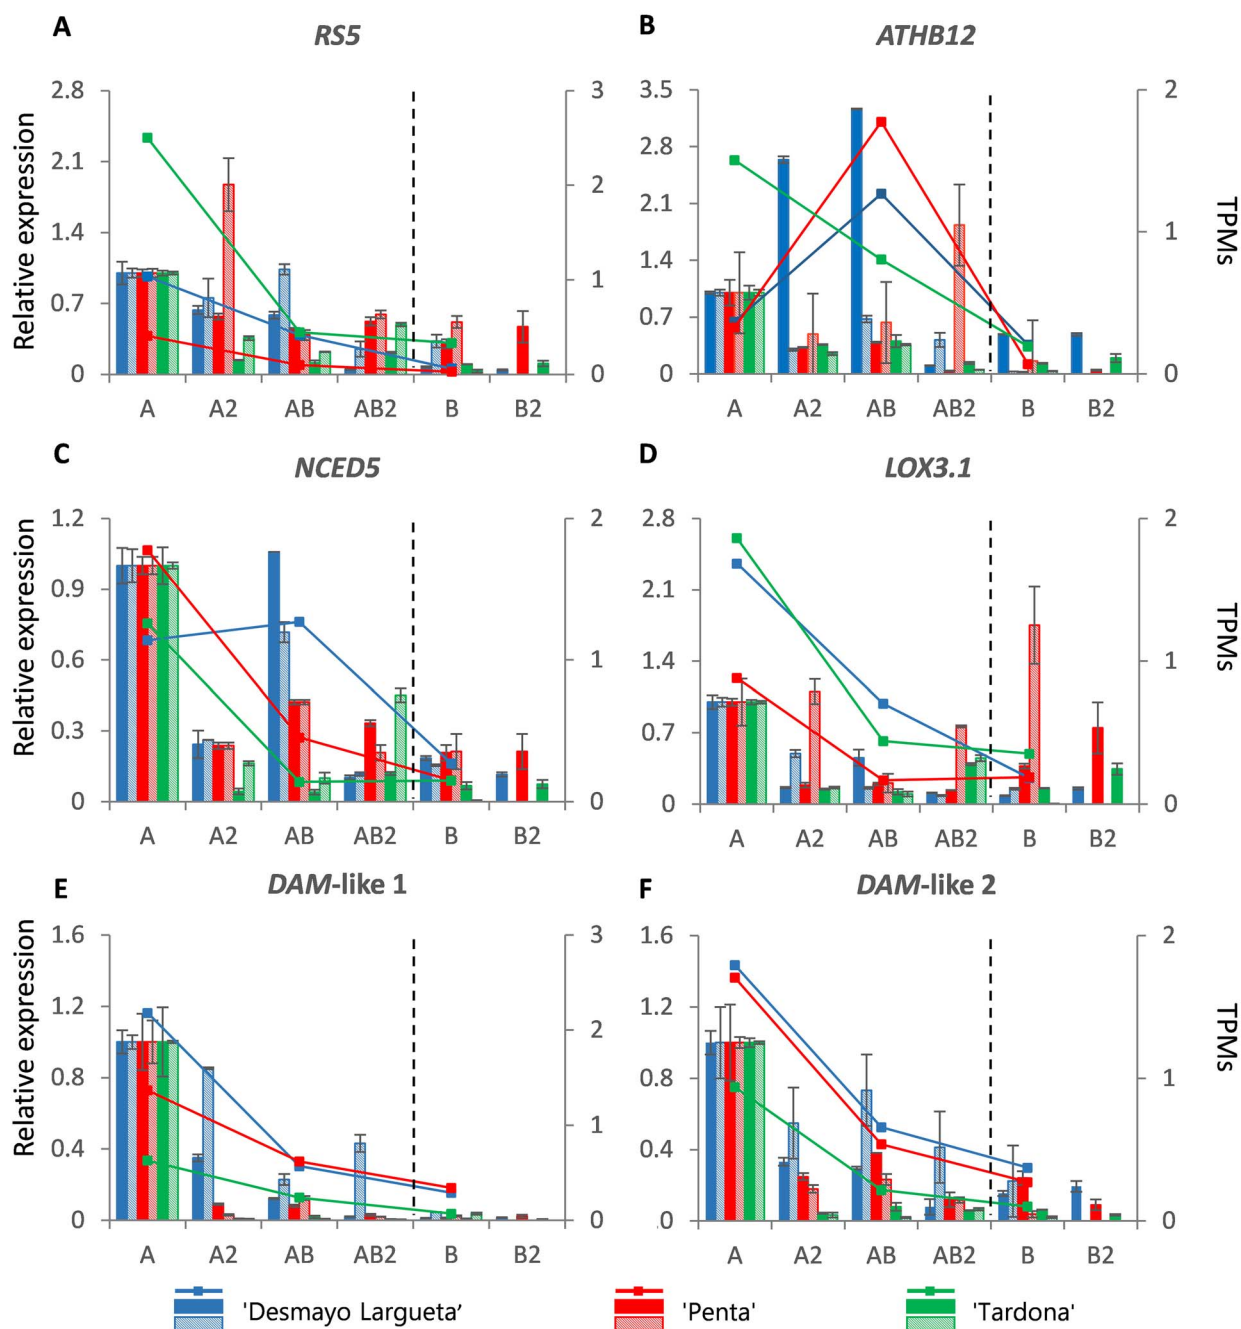 A
RS5
B
ATHB12
Relative expression
2.8
2.1
1.4
0.7
0
3
2
1
0
A A2 AB AB2 B B2
3.5
2.8
2.1
1.4
0.7
0
2
1
0
TPMs
A A2 AB AB2 B B2
C
NCED5
D
LOX3.1
Relative expression
1.2
0.9
0.6
0.3
0
2
1
0
A A2 AB AB2 B B2
2.8
2.1
1.4
0.7
0
2
1
0
TPMs
A A2 AB AB2 B B2
E
DAM-like 1
F
DAM-like 2
Relative expression
1.6
1.2
0.8
0.4
0
3
2
1
0
A A2 AB AB2 B B2
1.6
1.2
0.8
0.4
.0
2
1
0
TPMs
A A2 AB AB2 B B2
'Desmayo Largueta’ 'Penta' 'Tardona'